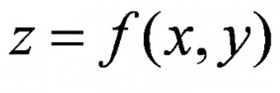 z = f(x, y)